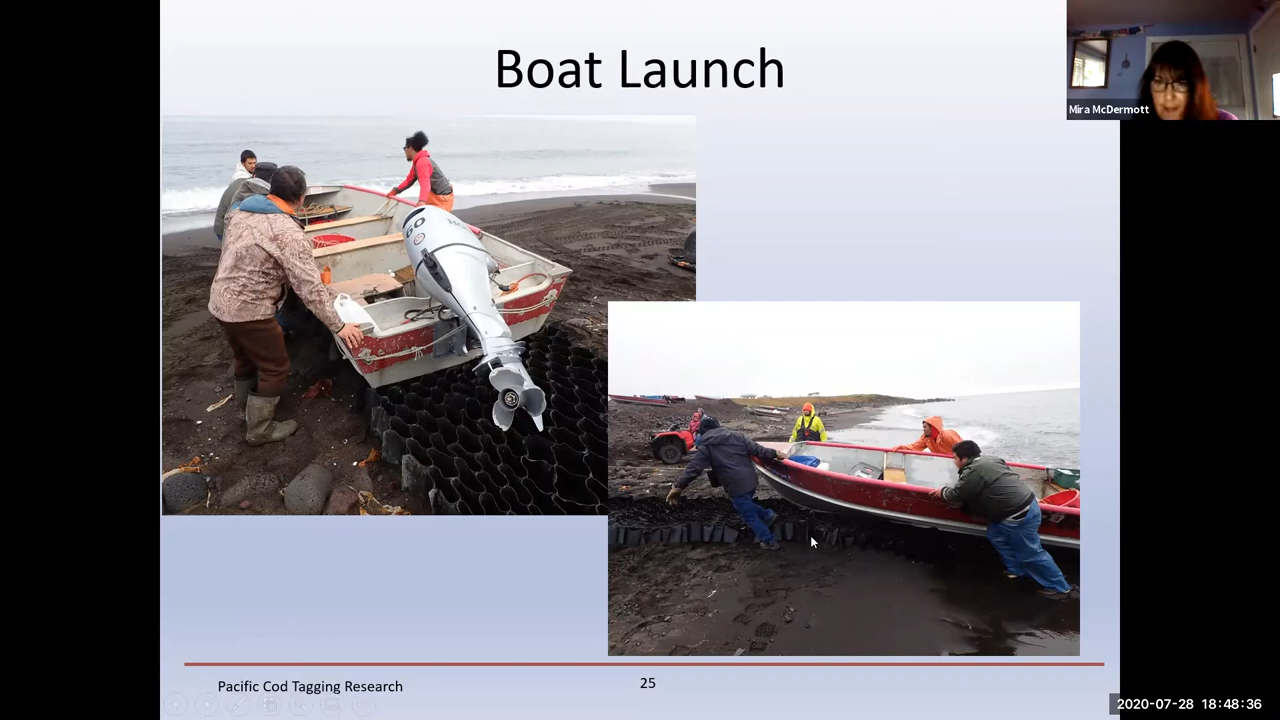 Boat Launch
Mira McDermott
60
Pacific Cod Tagging Research
25
2020-07-28 18:48:36